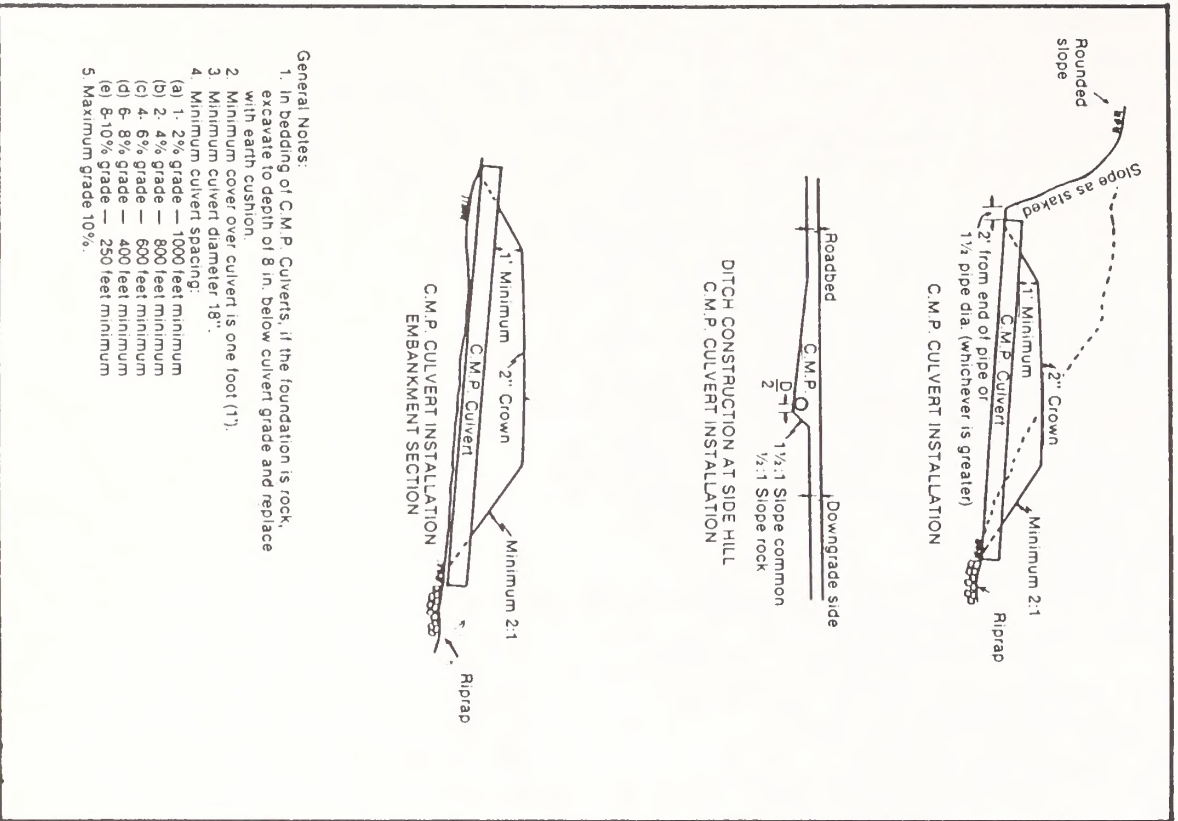 Rounded
slope
Slope as staked
2" Crown
Minimum 2:1
1' Minimum
C.M.P. Culvert
2' from end of pipe or
1½ pipe dia. (whichever is greater)
Riprap
C.M.P. CULVERT INSTALLATION
Roadbed
Downgrade side
C.M.P.
D
2
1½:1 Slope common
½:1 Slope rock
DITCH CONSTRUCTION AT SIDE HILL
C.M.P. CULVERT INSTALLATION
2" Crown
Minimum 2:1
1' Minimum
C.M.P. Culvert
Riprap
C.M.P. CULVERT INSTALLATION
EMBANKMENT SECTION
General Notes:
1. In bedding of C.M.P. Culverts, if the foundation is rock,
excavate to depth of 8 in. below culvert grade and replace
with earth cushion.
2. Minimum cover over culvert is one foot (1').
3. Minimum culvert diameter 18".
4. Minimum culvert spacing:
(a) 1- 2% grade — 1000 feet minimum
(b) 2- 4% grade — 800 feet minimum
(c) 4- 6% grade — 600 feet minimum
(d) 6- 8% grade — 400 feet minimum
(e) 8-10% grade — 250 feet minimum
5. Maximum grade 10%.